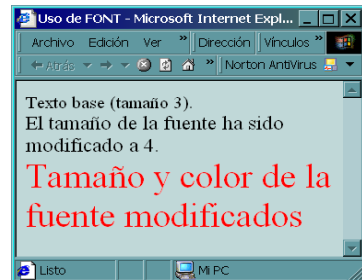 Uso de FONT - Microsoft Internet Expl...
Archivo Edición Ver » Dirección Vínculos »
Atrás » Norton AntiVirus
Texto base (tamaño 3).
El tamaño de la fuente ha sido
modificado a 4.
Tamaño y color de la
fuente modificados
Listo Mi PC